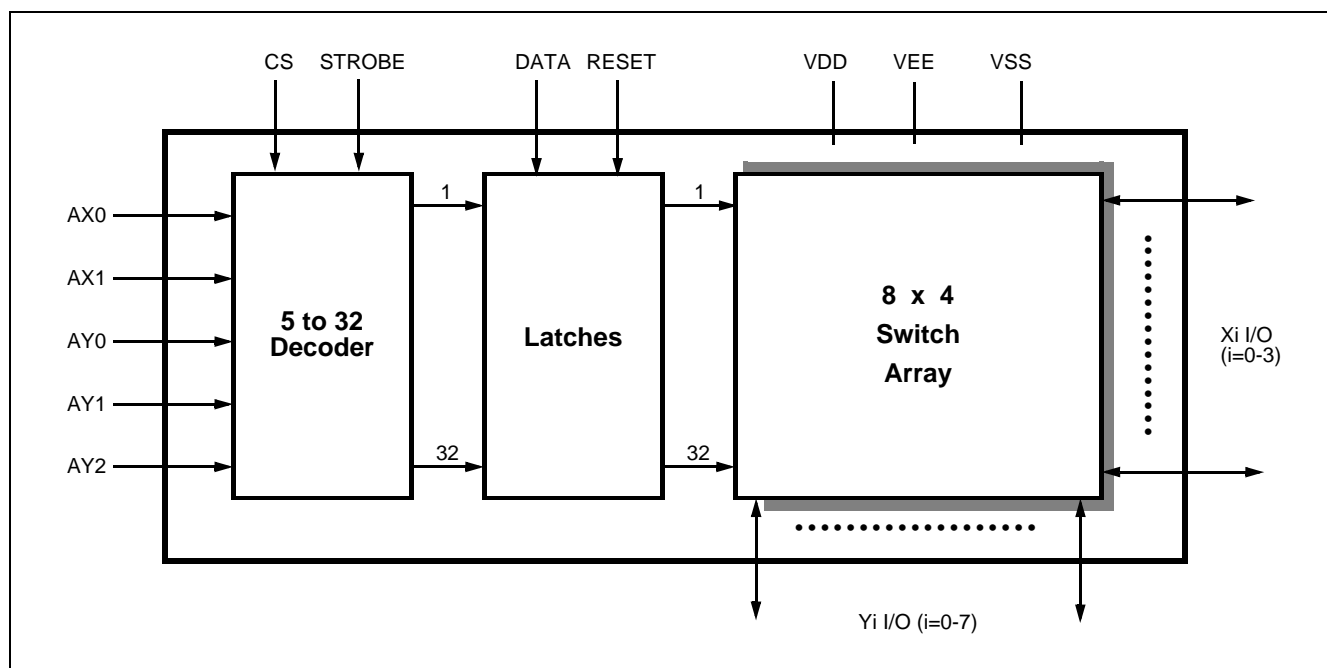 CS STROBE DATA RESET VDD VEE VSS
AX0
AX1
AY0
AY1
AY2
5 to 32
Decoder
1
32
Latches
1
32
8 x 4
Switch
Array
Xi I/O
(i=0-3)
Yi I/O (i=0-7)